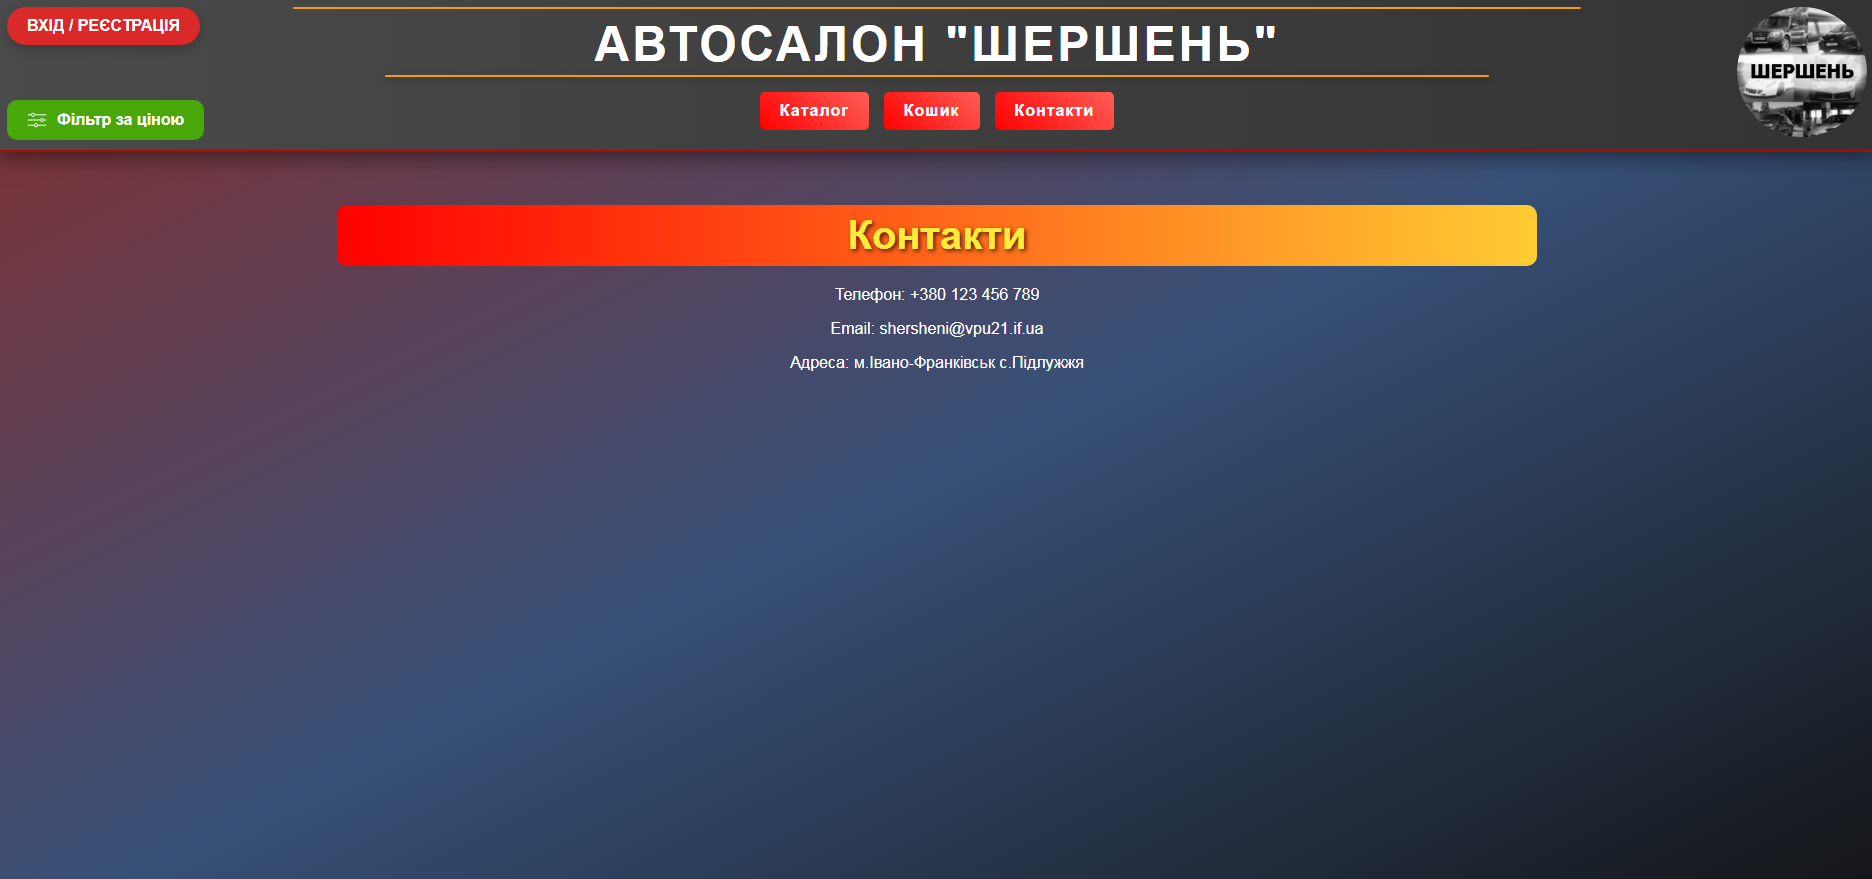 ВХІД / РЕЄСТРАЦІЯ
АВТОСАЛОН "ШЕРШЕНЬ"
ШЕРШЕНЬ
Фільтр за ціною
Каталог
Кошик
Контакти
Контакти
Телефон: +380 123 456 789
Email: shersheni@vpu21.if.ua
Адреса: м.Івано-Франківськ с.Підлужжя